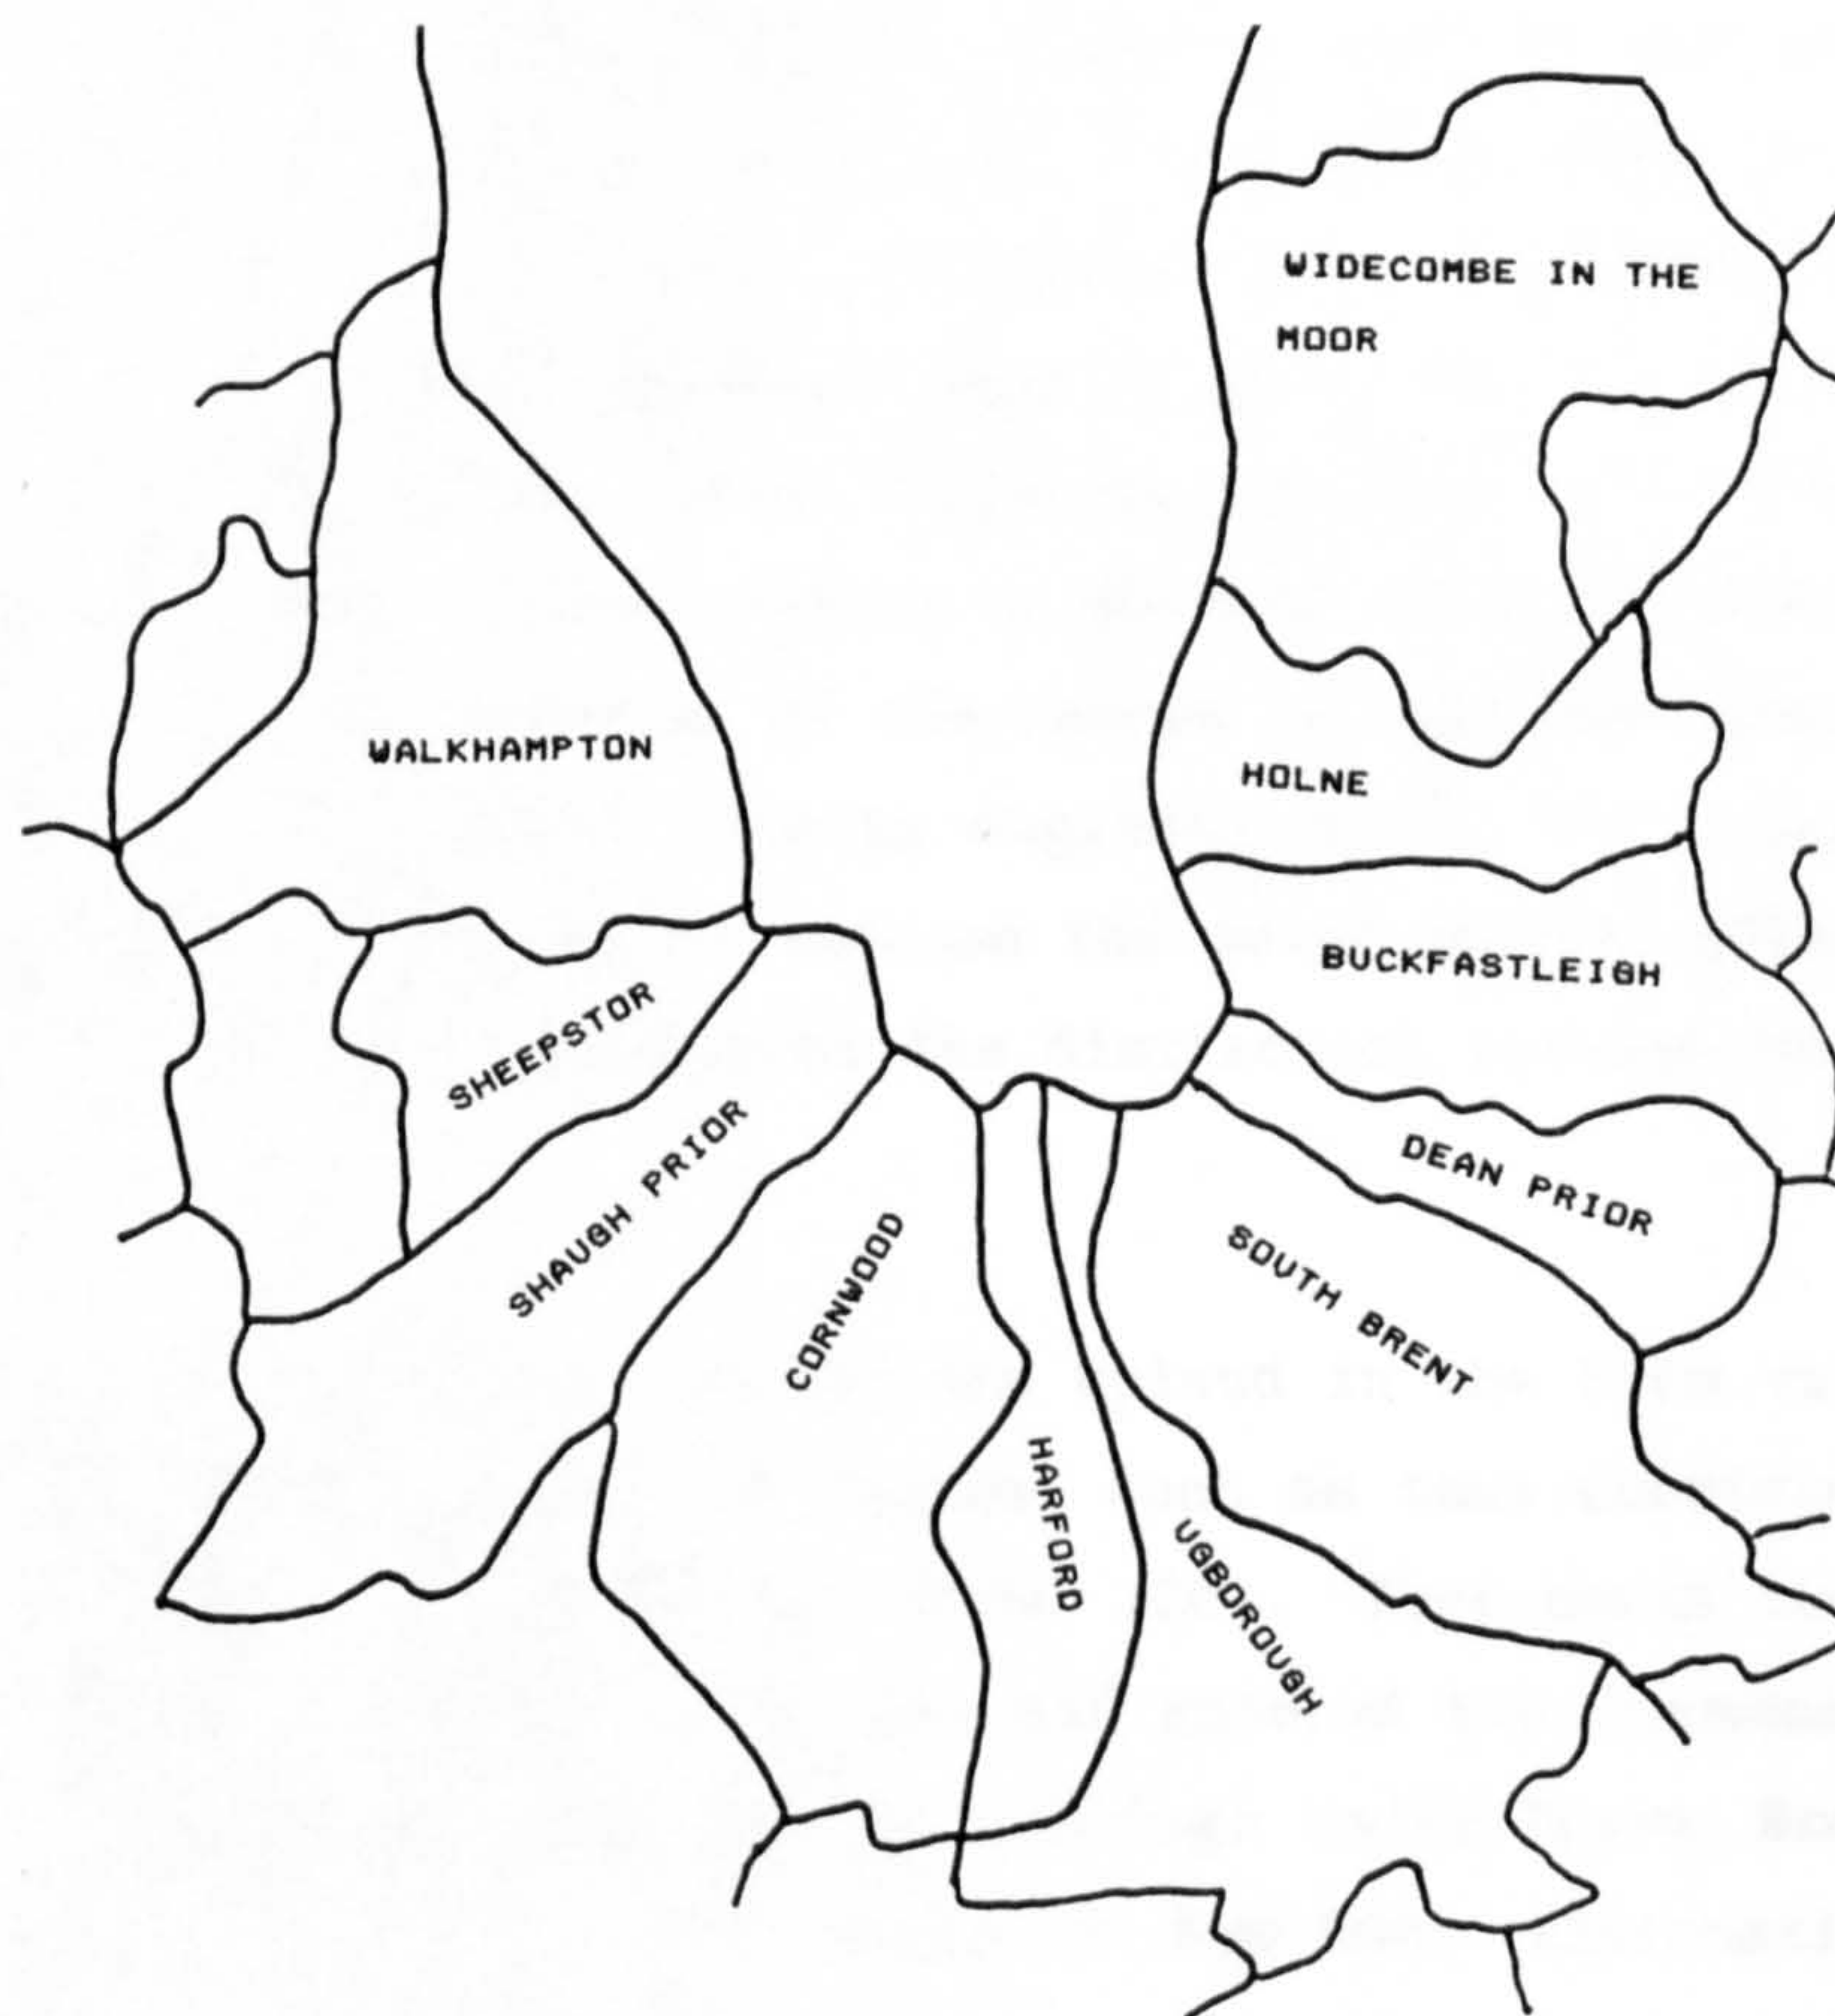 WIDECOMBE IN THE
MOOR
WALKHAMPTON
HOLNE
BUCKFASTLEIGH
SHEEPSTOR
SHAUGH PRIOR
DEAN PRIOR
SOUTH BRENT
CORNWOOD
HARFORD
UGBOROUGH